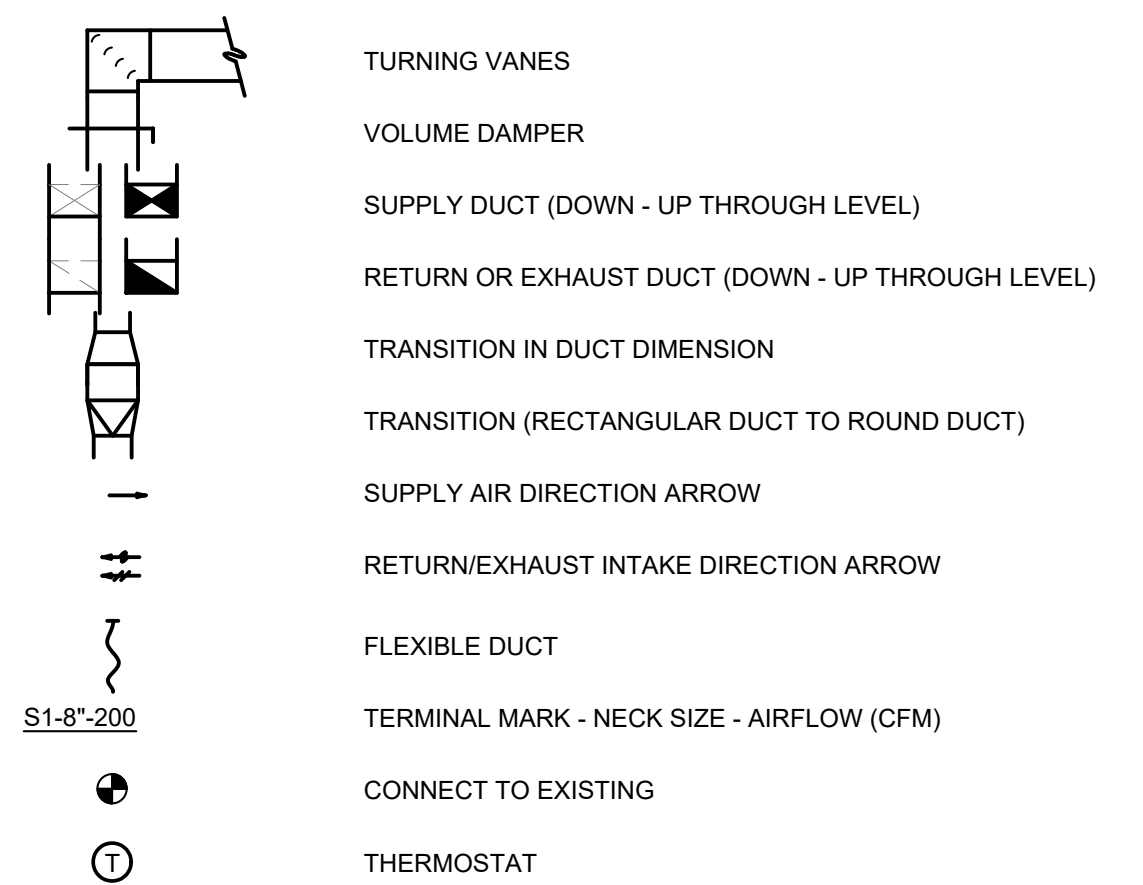 TURNING VANES
VOLUME DAMPER
SUPPLY DUCT (DOWN - UP THROUGH LEVEL)
RETURN OR EXHAUST DUCT (DOWN - UP THROUGH LEVEL)
TRANSITION IN DUCT DIMENSION
TRANSITION (RECTANGULAR DUCT TO ROUND DUCT)
SUPPLY AIR DIRECTION ARROW
RETURN/EXHAUST INTAKE DIRECTION ARROW
FLEXIBLE DUCT
S1-8"-200 TERMINAL MARK - NECK SIZE - AIRFLOW (CFM)
CONNECT TO EXISTING
T THERMOSTAT